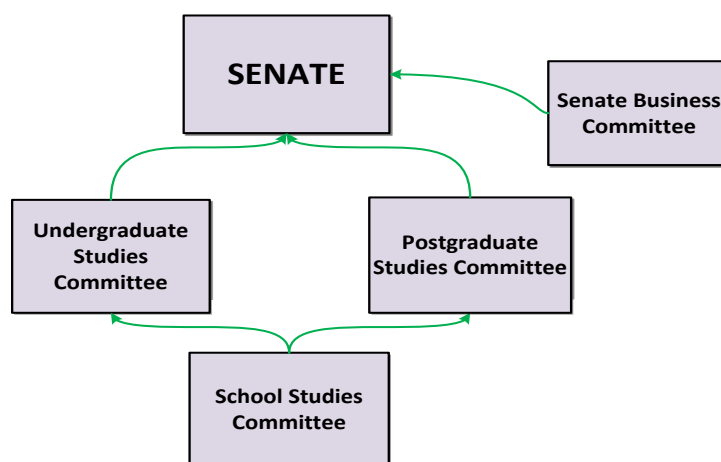 SENATE
Senate Business
Committee
Undergraduate
Studies
Committee
Postgraduate
Studies Committee
School Studies
Committee